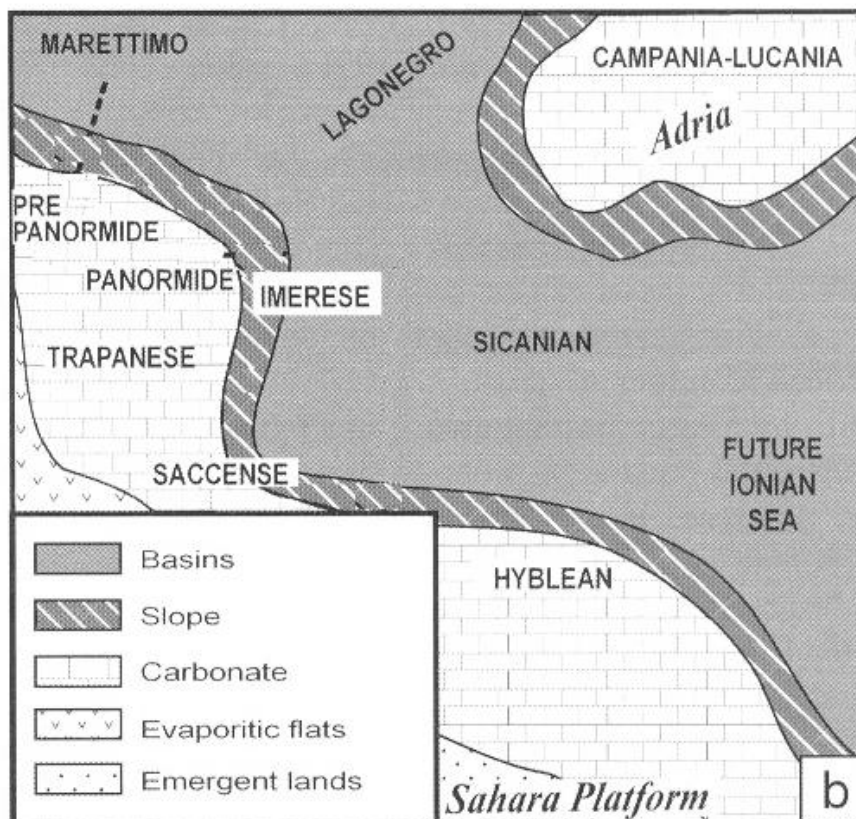 MARETTIMO
LAGONEGRO
CAMPANIA-LUCANIA
Adria
PRE
PANORMIDE
PANORMIDE
IMERESE
TRAPANESE
SICANIAN
SACCENSE
FUTURE
IONIAN
SEA
HYBLEAN
Basins
Slope
Carbonate
Evaporitic flats
Emergent lands
Sahara Platform
b